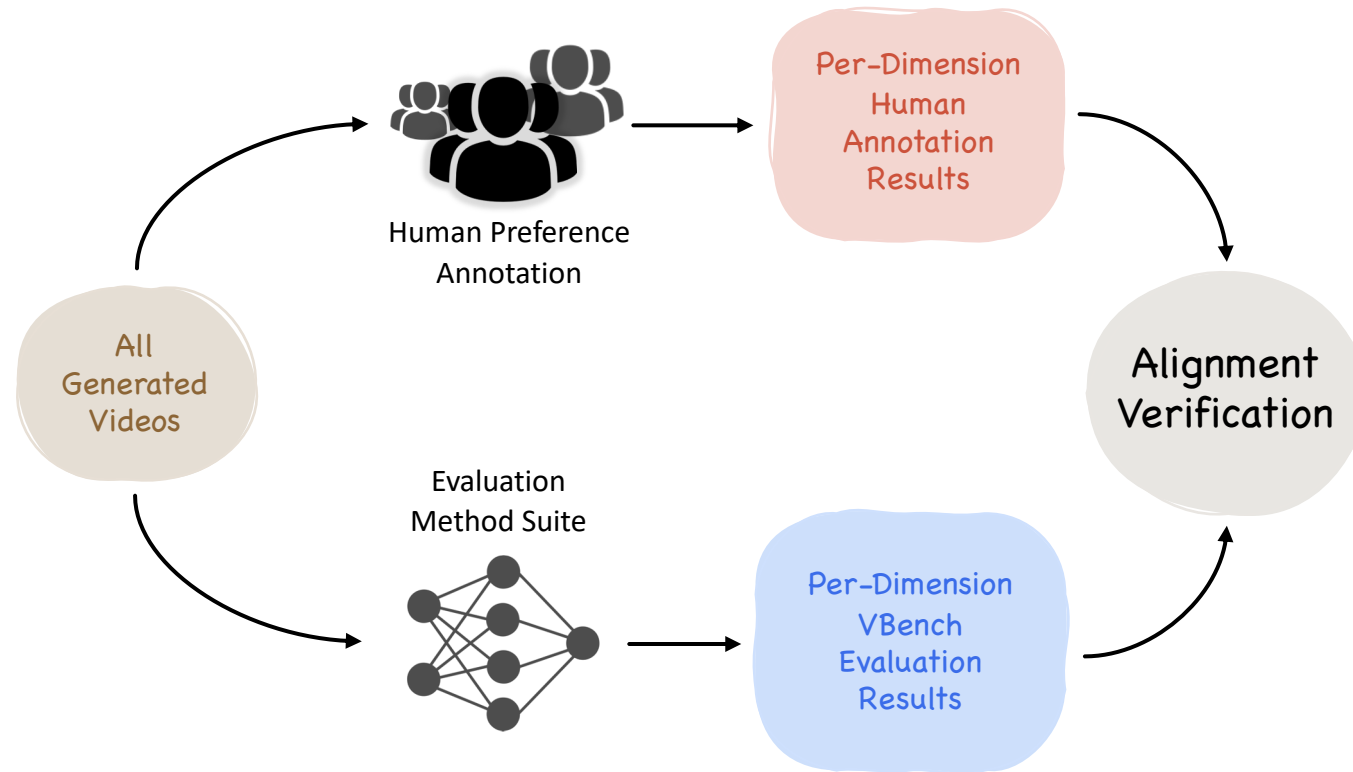 Per-Dimension
Human
Annotation
Results
Human Preference
Annotation
All
Generated
Videos
Alignment
Verification
Evaluation
Method Suite
Per-Dimension
VBench
Evaluation
Results